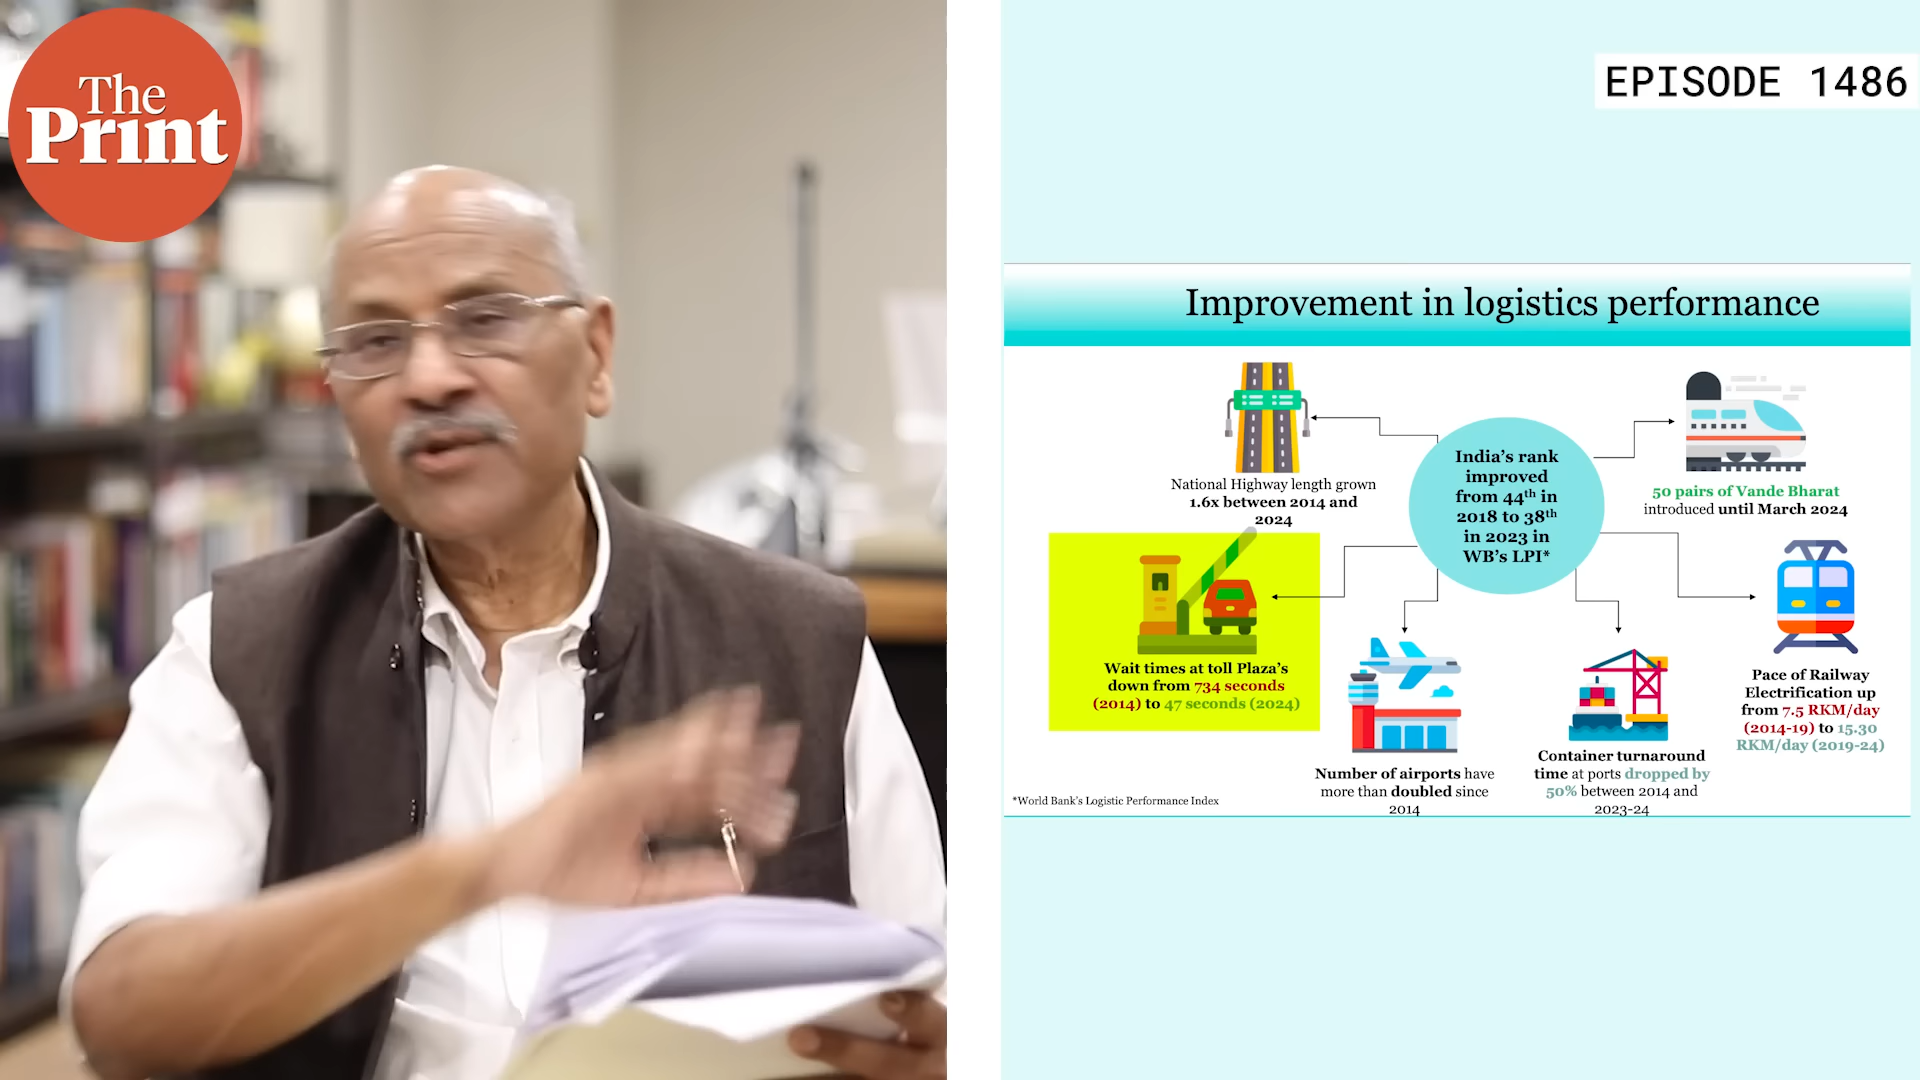 The
Print
EPISODE 1486
Improvement in logistics performance
National Highway length grown
1.6x between 2014 and
2024
India's rank
improved
from 44th in
2018 to 38th
in 2023 in
WB's LPI*
50 pairs of Vande Bharat
introduced until March 2024
Wait times at toll Plaza's
down from 734 seconds
(2014) to 47 seconds (2024)
Number of airports have
more than doubled since
2014
Container turnaround
time at ports dropped by
50% between 2014 and
2023-24
Pace of Railway
Electrification up
from 7.5 RKM/day
(2014-19) to 15.30
RKM/day (2019-24)
*World Bank's Logistic Performance Index